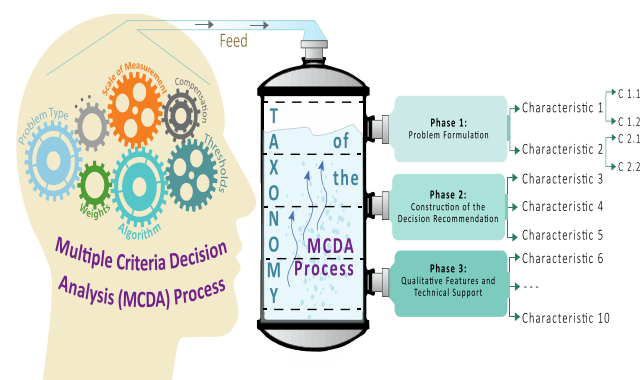 Feed
Problem Type
Scale of Measurement
Compensation
Thresholds
Weights
Algorithm
Multiple Criteria Decision
Analysis (MCDA) Process
TAXONOMY
of
the
MCDA
Process
Phase 1:
Problem Formulation
Phase 2:
Construction of the
Decision Recommendation
Phase 3:
Qualitative Features and
Technical Support
Characteristic 1
C 1.1
C 1.2
Characteristic 2
C 2.1
C 2.2
Characteristic 3
Characteristic 4
Characteristic 5
Characteristic 6
- - -
Characteristic 10